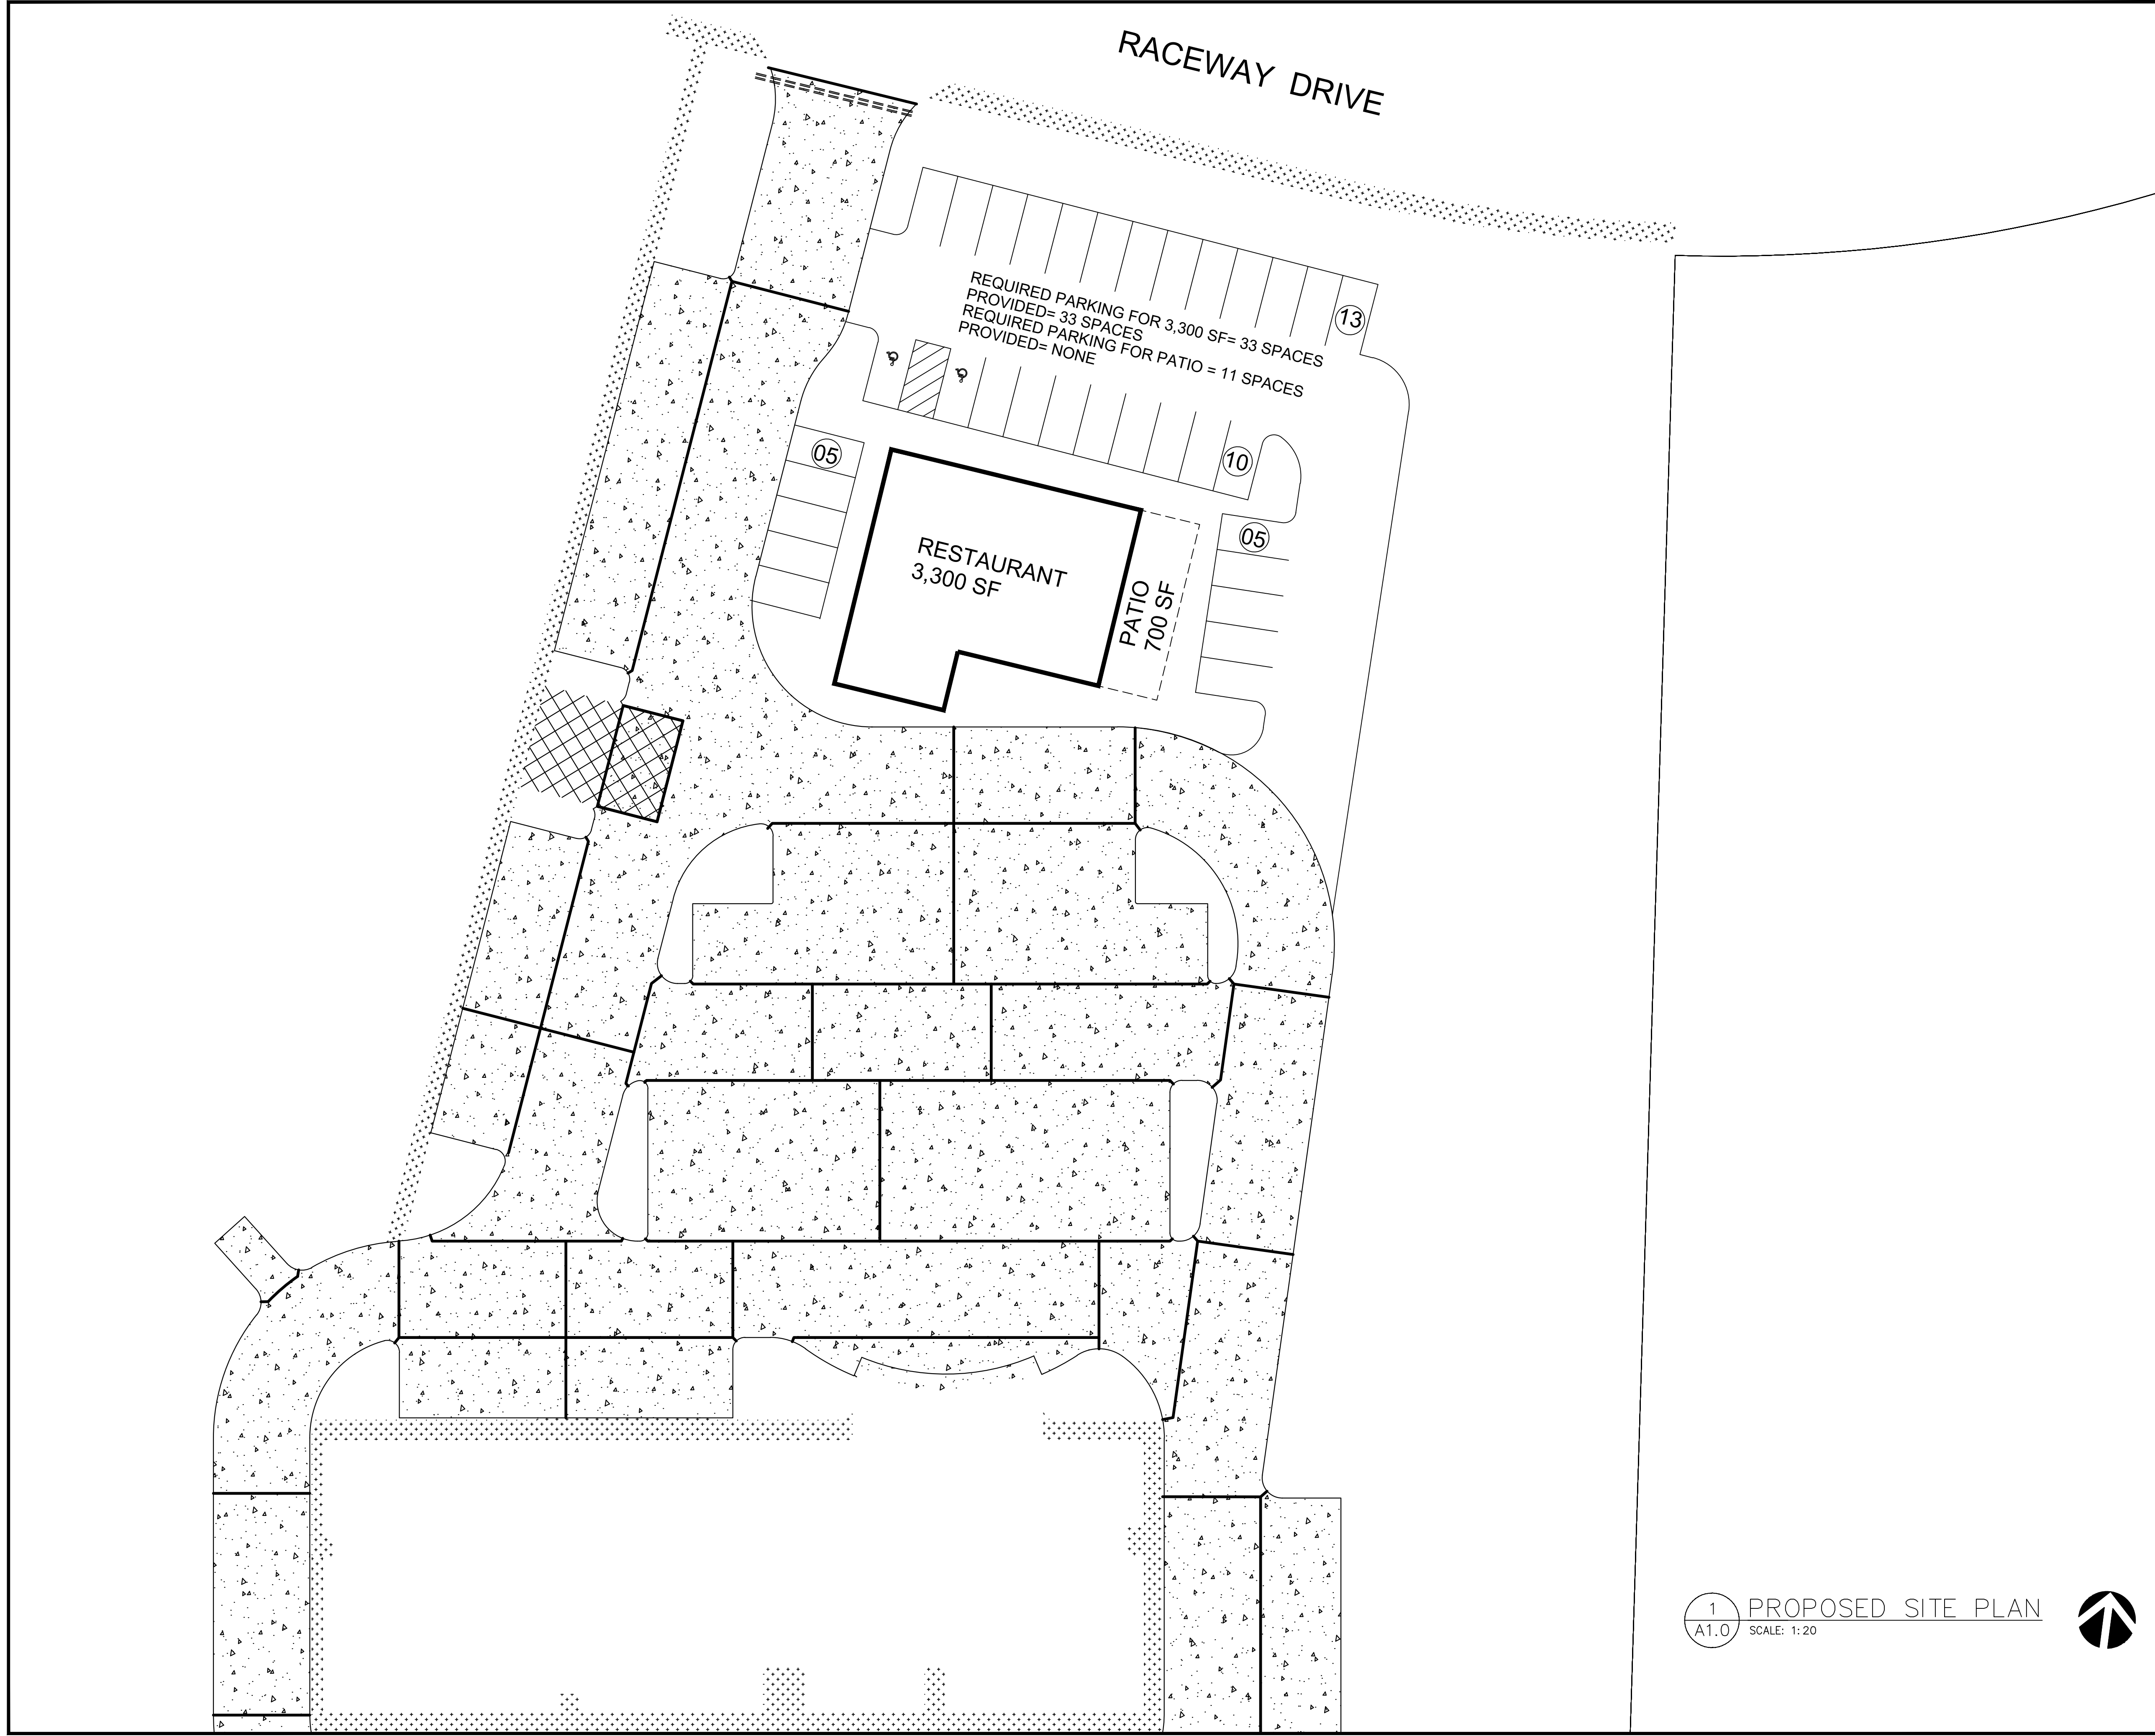 RACEWAY DRIVE
13
REQUIRED PARKING FOR 3,300 SF= 33 SPACES
PROVIDED= 33 SPACES
REQUIRED PARKING FOR PATIO = 11 SPACES
PROVIDED= NONE
05
10
05
RESTAURANT
3,300 SF
PATIO
700 SF
1
A1.0
PROPOSED SITE PLAN
SCALE: 1:20